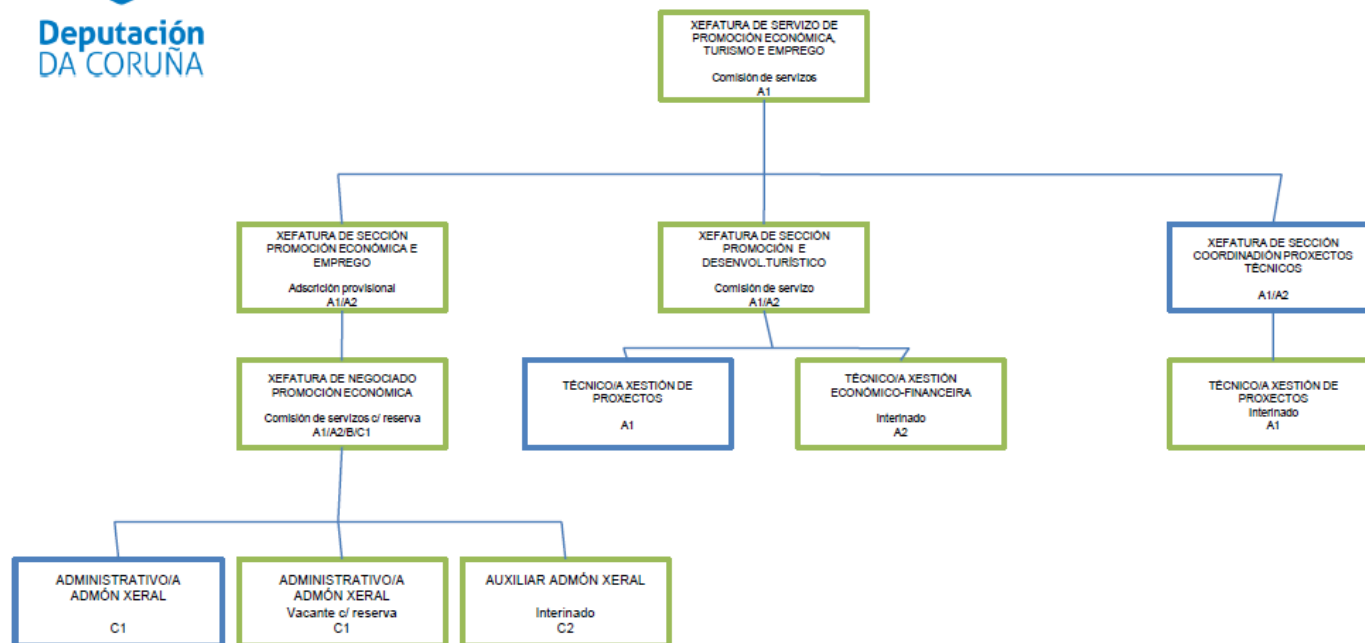 Deputación
DA CORUÑA
XEFATURA DE SERVIZO DE
PROMOCIÓN ECONÓMICA,
TURISMO E EMPREGO
Comisión de servizos
A1
XEFATURA DE SECCIÓN
PROMOCIÓN ECONÓMICA E
EMPREGO
Adscrición provisional
A1/A2
XEFATURA DE SECCIÓN
PROMOCIÓN E
DESENVOL.TURÍSTICO
Comisión de servizo
A1/A2
XEFATURA DE SECCIÓN
COORDINADIÓN PROXECTOS
TÉCNICOS
A1/A2
XEFATURA DE NEGOCIADO
PROMOCIÓN ECONÓMICA
Comisión de servizos c/ reserva
A1/A2/B/C1
TÉCNICO/A XESTIÓN DE
PROXECTOS
A1
TÉCNICO/A XESTIÓN
ECONÓMICO-FINANCEIRA
Interinado
A2
TÉCNICO/A XESTIÓN DE
PROXECTOS
Interinado
A1
ADMINISTRATIVO/A
ADMÓN XERAL
C1
ADMINISTRATIVO/A
ADMÓN XERAL
Vacante c/ reserva
C1
AUXILIAR ADMÓN XERAL
Interinado
C2